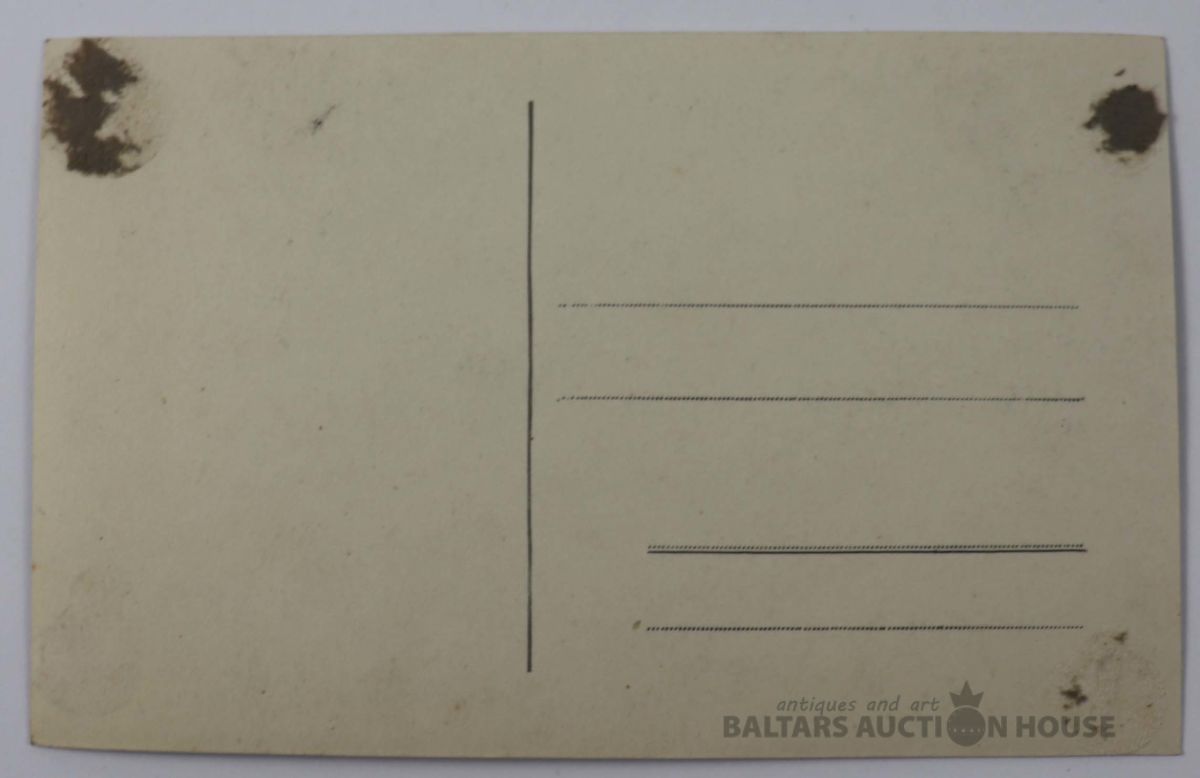 antiques and art
BALTARS AUCTION HOUSE